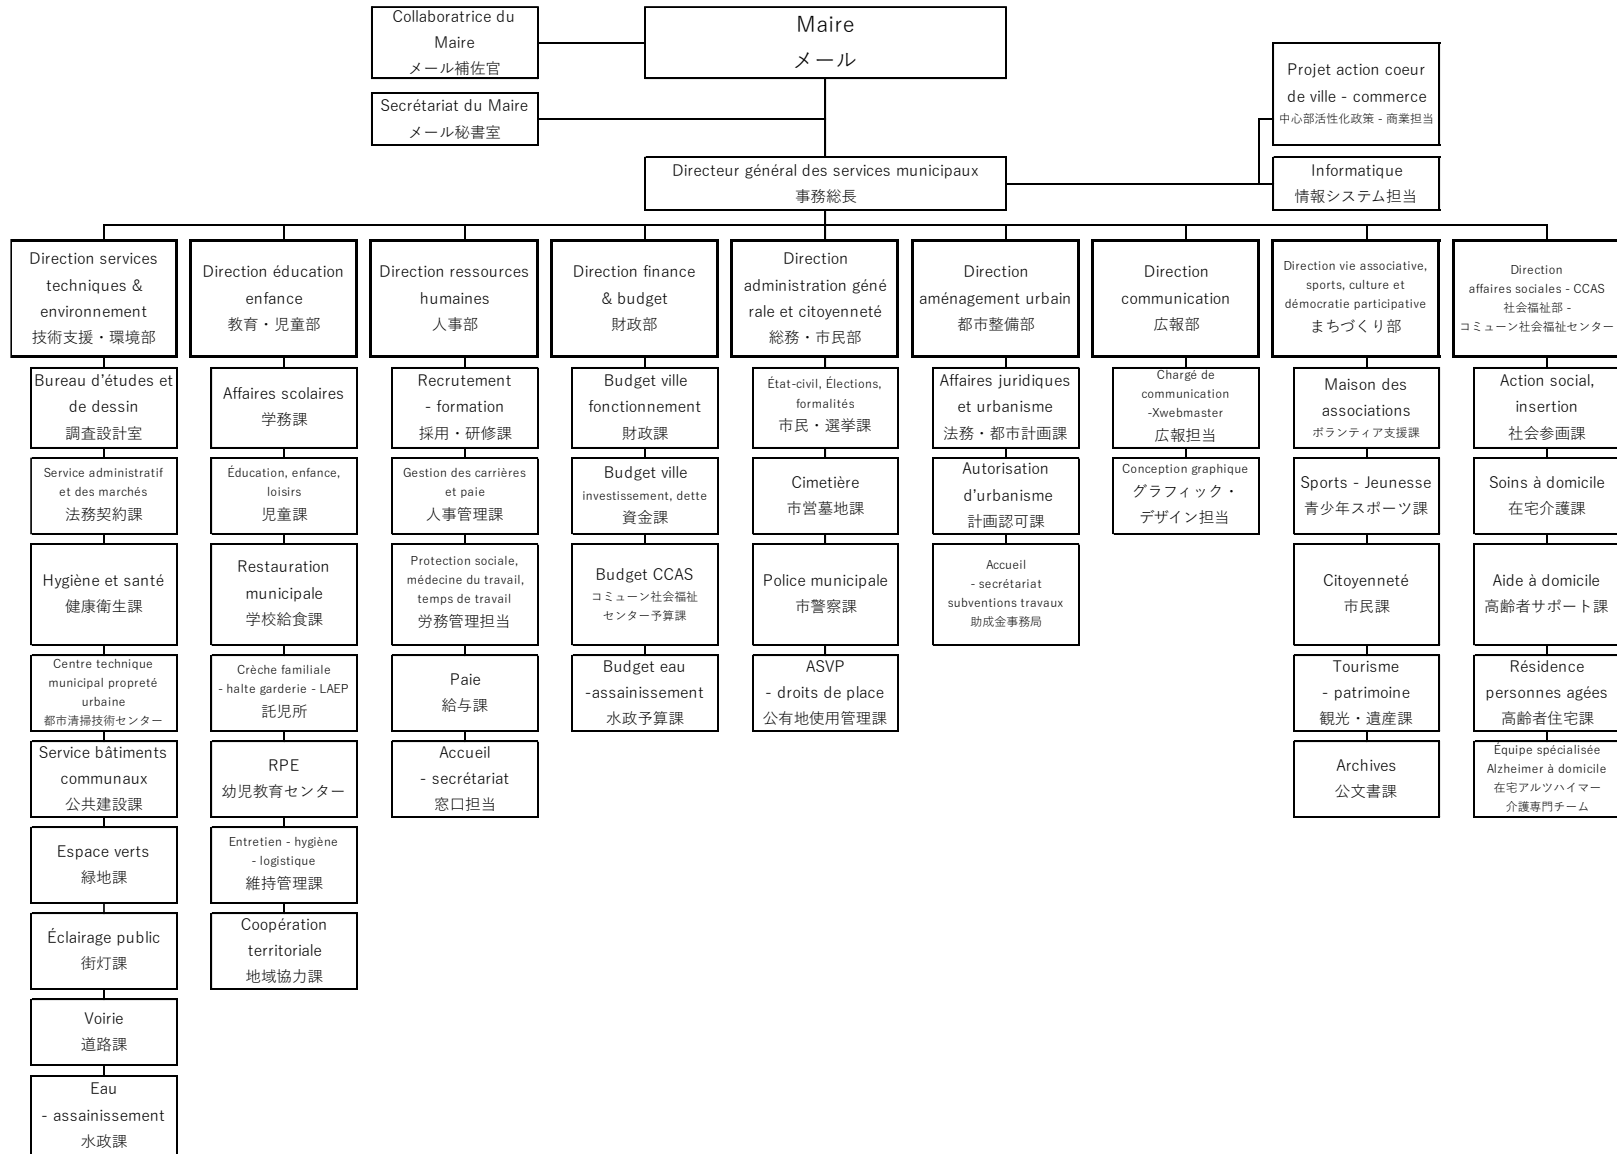 Collaboratrice du
Maire
メール補佐官
Maire
メール
Secrétariat du Maire
メール秘書室
Projet action coeur
de ville - commerce
中心部活性化政策 - 商業担当
Directeur général des services municipaux
事務総長
Informatique
情報システム担当
Direction services
techniques &
environnement
技術支援・環境部
Direction éducation
enfance
教育・児童部
Direction ressources
humaines
人事部
Direction finance
& budget
財政部
Direction
administration géné
rale et citoyenneté
総務・市民部
Direction
aménagement urbain
都市整備部
Direction
communication
広報部
Direction vie associative,
sports, culture et
démocratie participative
まちづくり部
Direction
affaires sociales - CCAS
社会福祉部 -
コミューン社会福祉センター
Bureau d'études et
de dessin
調査設計室
Service administratif
et des marchés
法務契約課
Hygiène et santé
健康衛生課
Centre technique
municipal propreté
urbaine
都市清掃技術センター
Service bâtiments
communaux
公共建設課
Espace verts
緑地課
Éclairage public
街灯課
Voirie
道路課
Eau
- assainissement
水政課
Affaires scolaires
学務課
Éducation, enfance,
loisirs
児童課
Restauration
municipale
学校給食課
Crèche familiale
- halte garderie - LAEP
託児所
RPE
幼児教育センター
Entretien - hygiène
- logistique
維持管理課
Coopération
territoriale
地域協力課
Recrutement
- formation
採用・研修課
Gestion des carrières
et paie
人事管理課
Protection sociale,
médecine du travail,
temps de travail
労務管理担当
Paie
給与課
Accueil
- secrétariat
窓口担当
Budget ville
fonctionnement
財政課
Budget ville
investissement, dette
資金課
Budget CCAS
コミューン社会福祉
センター予算課
Budget eau
-assainissement
水政予算課
État-civil, Élections,
formalités
市民・選挙課
Cimetière
市営墓地課
Police municipale
市警察課
ASVP
- droits de place
公有地使用管理課
Affaires juridiques
et urbanisme
法務・都市計画課
Autorisation
d'urbanisme
計画認可課
Accueil
- secrétariat
subventions travaux
助成金事務局
Chargé de
communication
-Xwebmaster
広報担当
Conception graphique
グラフィック・
デザイン担当
Maison des
associations
ボランティア支援課
Sports - Jeunesse
青少年スポーツ課
Citoyenneté
市民課
Tourisme
- patrimoine
観光・遺産課
Archives
公文書課
Action social,
insertion
社会参画課
Soins à domicile
在宅介護課
Aide à domicile
高齢者サポート課
Résidence
personnes agées
高齢者住宅課
Équipe spécialisée
Alzheimer à domicile
在宅アルツハイマー
介護専門チーム